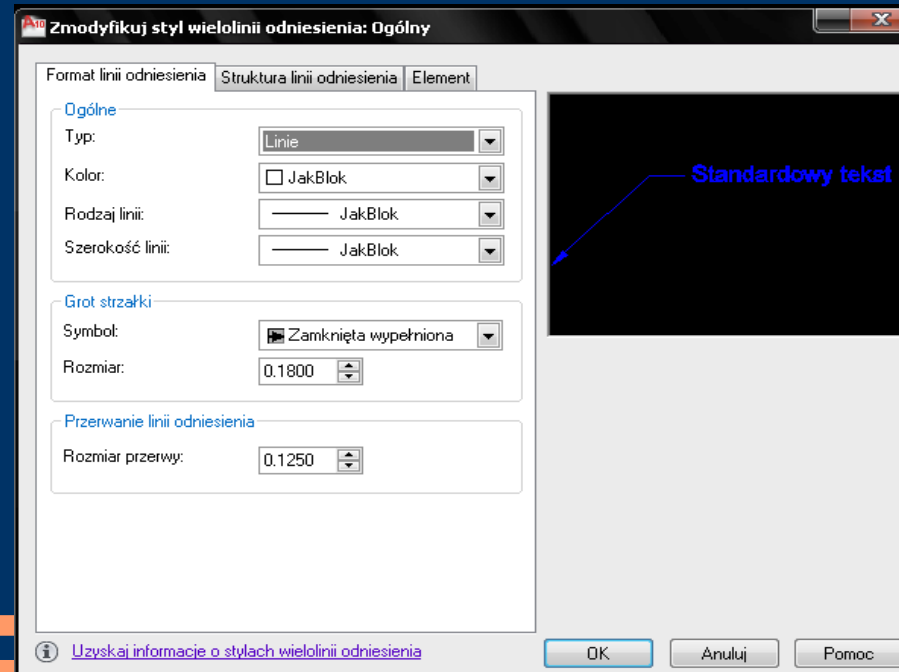 A10 Zmodyfikuj styl wielolinii odniesienia: Ogólny
Format linii odniesienia Struktura linii odniesienia Element
Ogólne
Typ: Linie
Kolor: JakBlok
Rodzaj linii: JakBlok
Szerokość linii: JakBlok
Grot strzałki
Symbol: Zamknięta wypełniona
Rozmiar: 0.1800
Przerwanie linii odniesienia
Rozmiar przerwy: 0.1250
Standardowy tekst
Uzyskaj informacje o stylach wielolinii odniesienia
OK Anuluj Pomoc